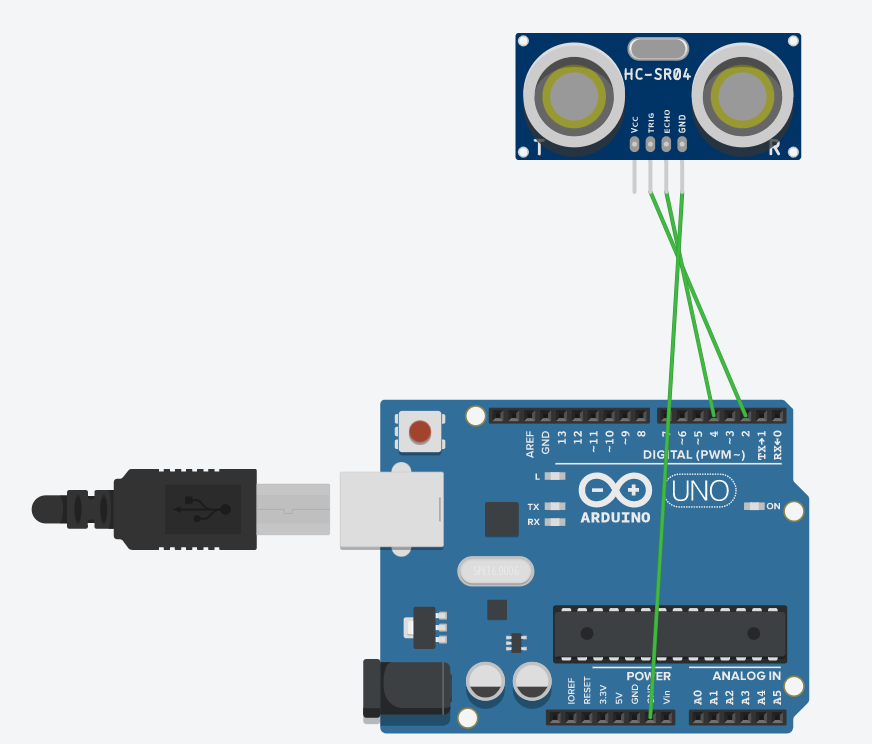 HC-SR04
VCC
TRIG
ECHO
GND
T
R
AREF
GND
13
12
~11
~10
~9
8
7
~6
~5
4
~3
2
TX→1
RX←0
DIGITAL (PWM~)
L
TX
RX
ARDUINO
UNO
ON
POWER
ANALOG IN
IOREF
RESET
3.3V
5V
GND
GND
Vin
A0
A1
A2
A3
A4
A5